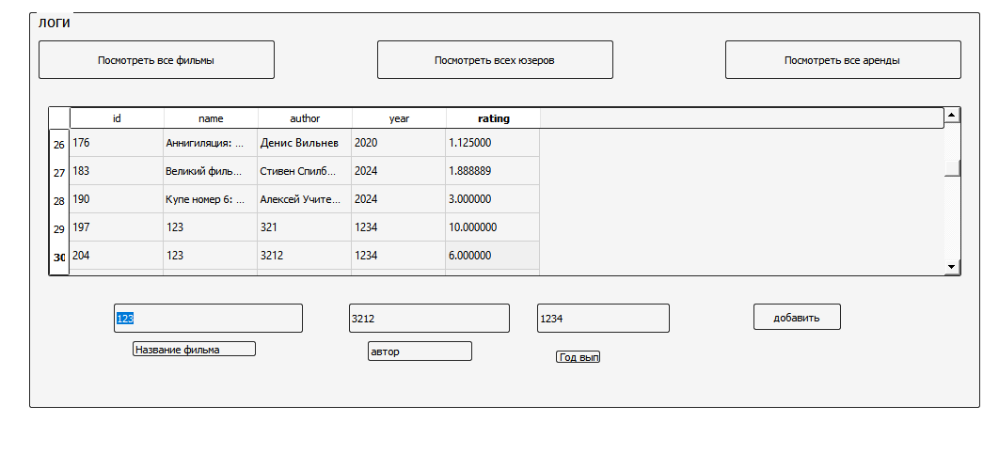 ЛОГИ
Посмотреть все фильмы Посмотреть всех юзеров Посмотреть все аренды
id name author year rating
26 176 Аннигиляция: ... Денис Вильнев 2020 1.125000
27 183 Великий филь... Стивен Спилб... 2024 1.888889
28 190 Купе номер 6: ... Алексей Учите... 2024 3.000000
29 197 123 321 1234 10.000000
30 204 123 3212 1234 6.000000
123 3212 1234 добавить
Название фильма автор Год вып